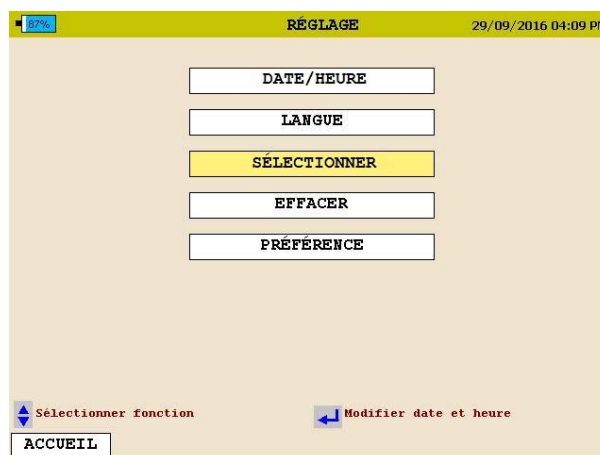 87% RÉGLAGE 29/09/2016 04:09 PM
DATE/HEURE
LANGUE
SÉLECTIONNER
EFFACER
PRÉFÉRENCE
Sélectionner fonction Modifier date et heure
ACCUEIL